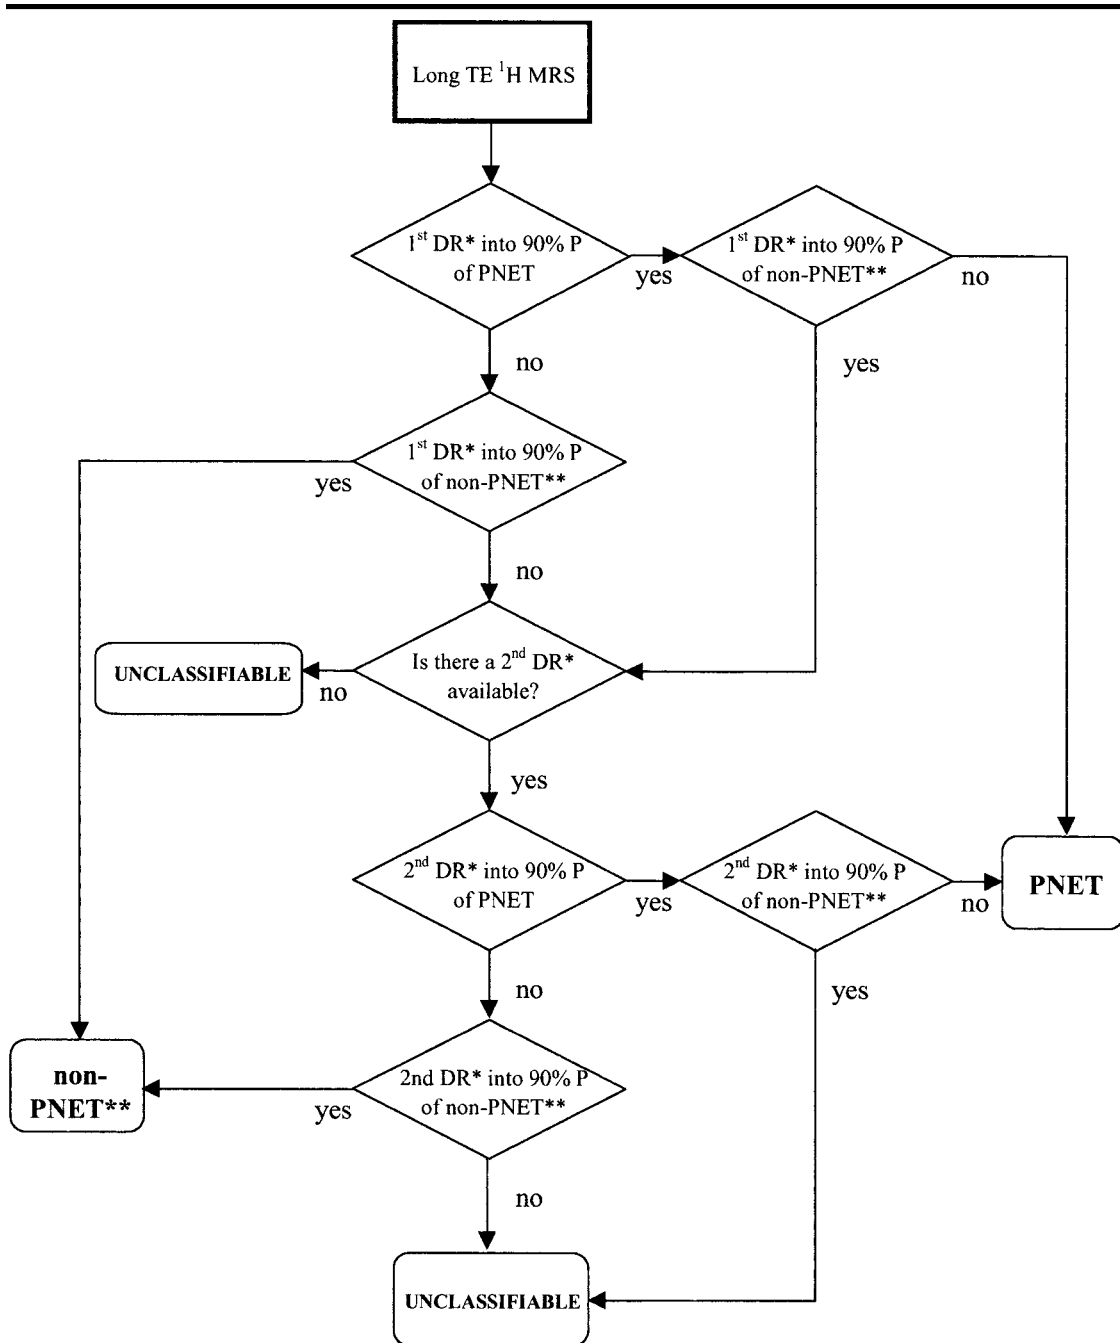 Long TE 1H MRS
1st DR* into 90% P
of PNET
yes
1st DR* into 90% P
of non-PNET**
no
no
yes
1st DR* into 90% P
of non-PNET**
yes
no
Is there a 2nd DR*
available?
UNCLASSIFIABLE
no
yes
2nd DR* into 90% P
of PNET
yes
2nd DR* into 90% P
of non-PNET**
no
PNET
no
yes
2nd DR* into 90% P
of non-PNET**
yes
non-
PNET**
no
UNCLASSIFIABLE